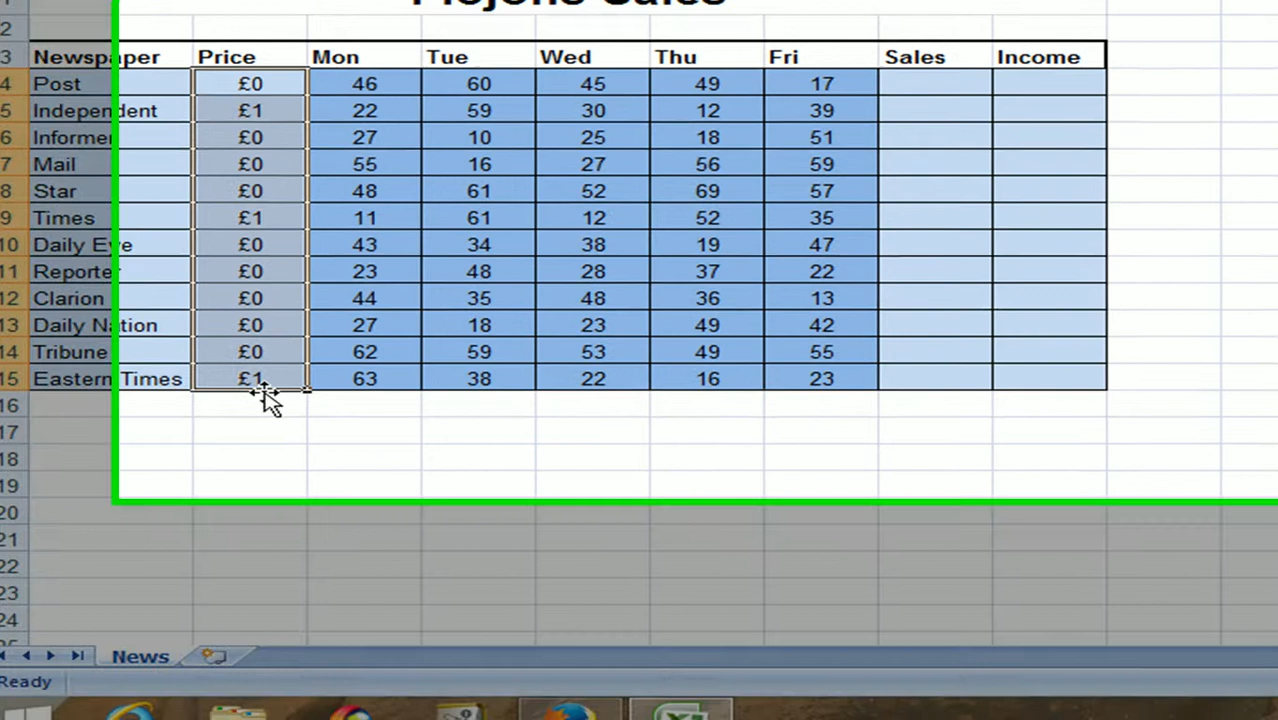 2
3 Newspaper Price Mon Tue Wed Thu Fri Sales Income
4 Post £0 46 60 45 49 17
5 Independent £1 22 59 30 12 39
6 Informer £0 27 10 25 18 51
7 Mail £0 55 16 27 56 59
8 Star £0 48 61 52 69 57
9 Times £1 11 61 12 52 35
10 Daily Eye £0 43 34 38 19 47
11 Reporter £0 23 48 28 37 22
12 Clarion £0 44 35 48 36 13
13 Daily Nation £0 27 18 23 49 42
14 Tribune £0 62 59 53 49 55
15 Eastern Times £1 63 38 22 16 23
16
17
18
19
20
21
22
23
24
News
Ready